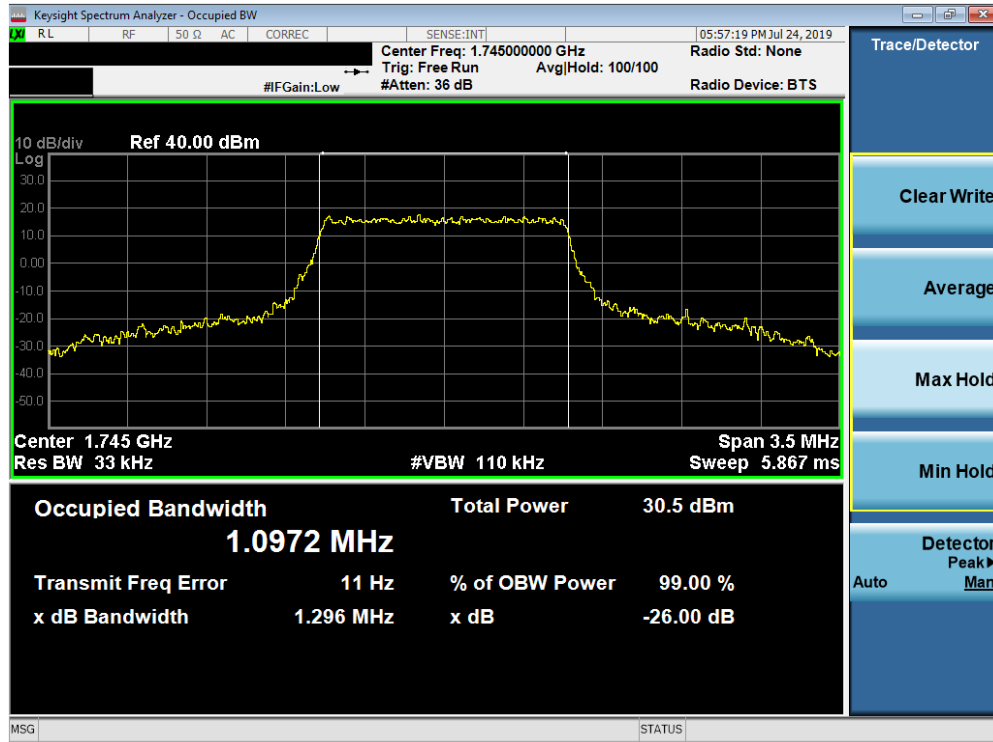 Keysight Spectrum Analyzer - Occupied BW
LXI RL RF 50 Ω AC CORREC SENSE:INT 05:57:19 PM Jul 24, 2019
Center Freq: 1.745000000 GHz Radio Std: None
Trig: Free Run Avg|Hold: 100/100
#IFGain:Low #Atten: 36 dB Radio Device: BTS
Trace/Detector
10 dB/div Ref 40.00 dBm
Log
30.0
20.0
10.0
0.00
-10.0
-20.0
-30.0
-40.0
-50.0
Center 1.745 GHz Span 3.5 MHz
Res BW 33 kHz #VBW 110 kHz Sweep 5.867 ms
Occupied Bandwidth Total Power 30.5 dBm
1.0972 MHz
Transmit Freq Error 11 Hz % of OBW Power 99.00 %
x dB Bandwidth 1.296 MHz x dB -26.00 dB
Clear Write
Average
Max Hold
Min Hold
Detector
Peak▶
Auto Man
MSG STATUS